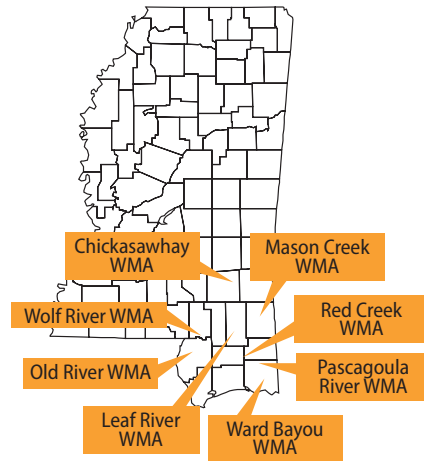 Chickasawhay
WMA
Mason Creek
WMA
Wolf River WMA
Red Creek
WMA
Old River WMA
Pascagoula
River WMA
Leaf River
WMA
Ward Bayou
WMA